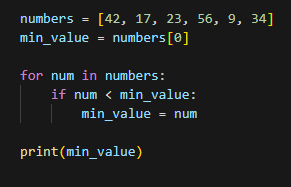 numbers = [42, 17, 23, 56, 9, 34]
min_value = numbers[0]

for num in numbers:
    if num < min_value:
        min_value = num

print(min_value)